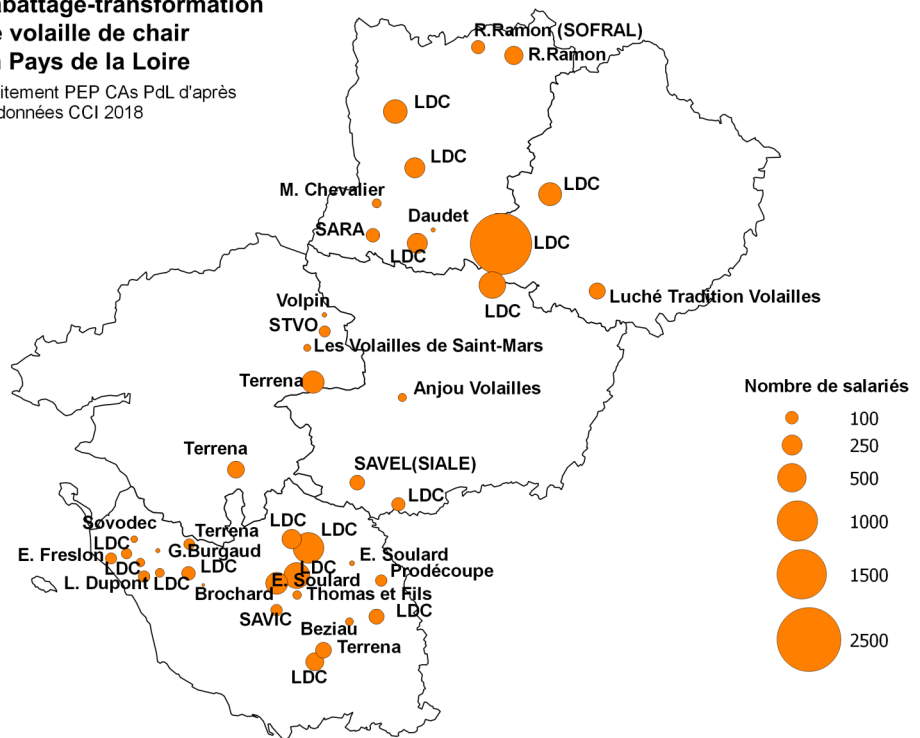 abattage-transformation
volaille de chair
Pays de la Loire
PEP CAs PdL d'après
données CCI 2018
R.Ramon (SOFRAL)
R.Ramon
LDC
LDC
M. Chevalier
LDC
Daudet
SARA
LDC
LDC
LDC
Luché Tradition Volailles
Volpin
STVO
Les Volailles de Saint-Mars
Terrena
Anjou Volailles
Nombre de salariés
100
250
500
1000
1500
2500
Terrena
SAVEL(SIALE)
LDC
Sovodec
Terrena
LDC
LDC
LDC
E. Freslon
G.Burgaud
E. Soulard
LDC
LDC
LDC
Prodécoupe
L. Dupont
LDC
E. Soulard
Brochard
Thomas et Fils
SAVIC
LDC
Beziau
Terrena
LDC